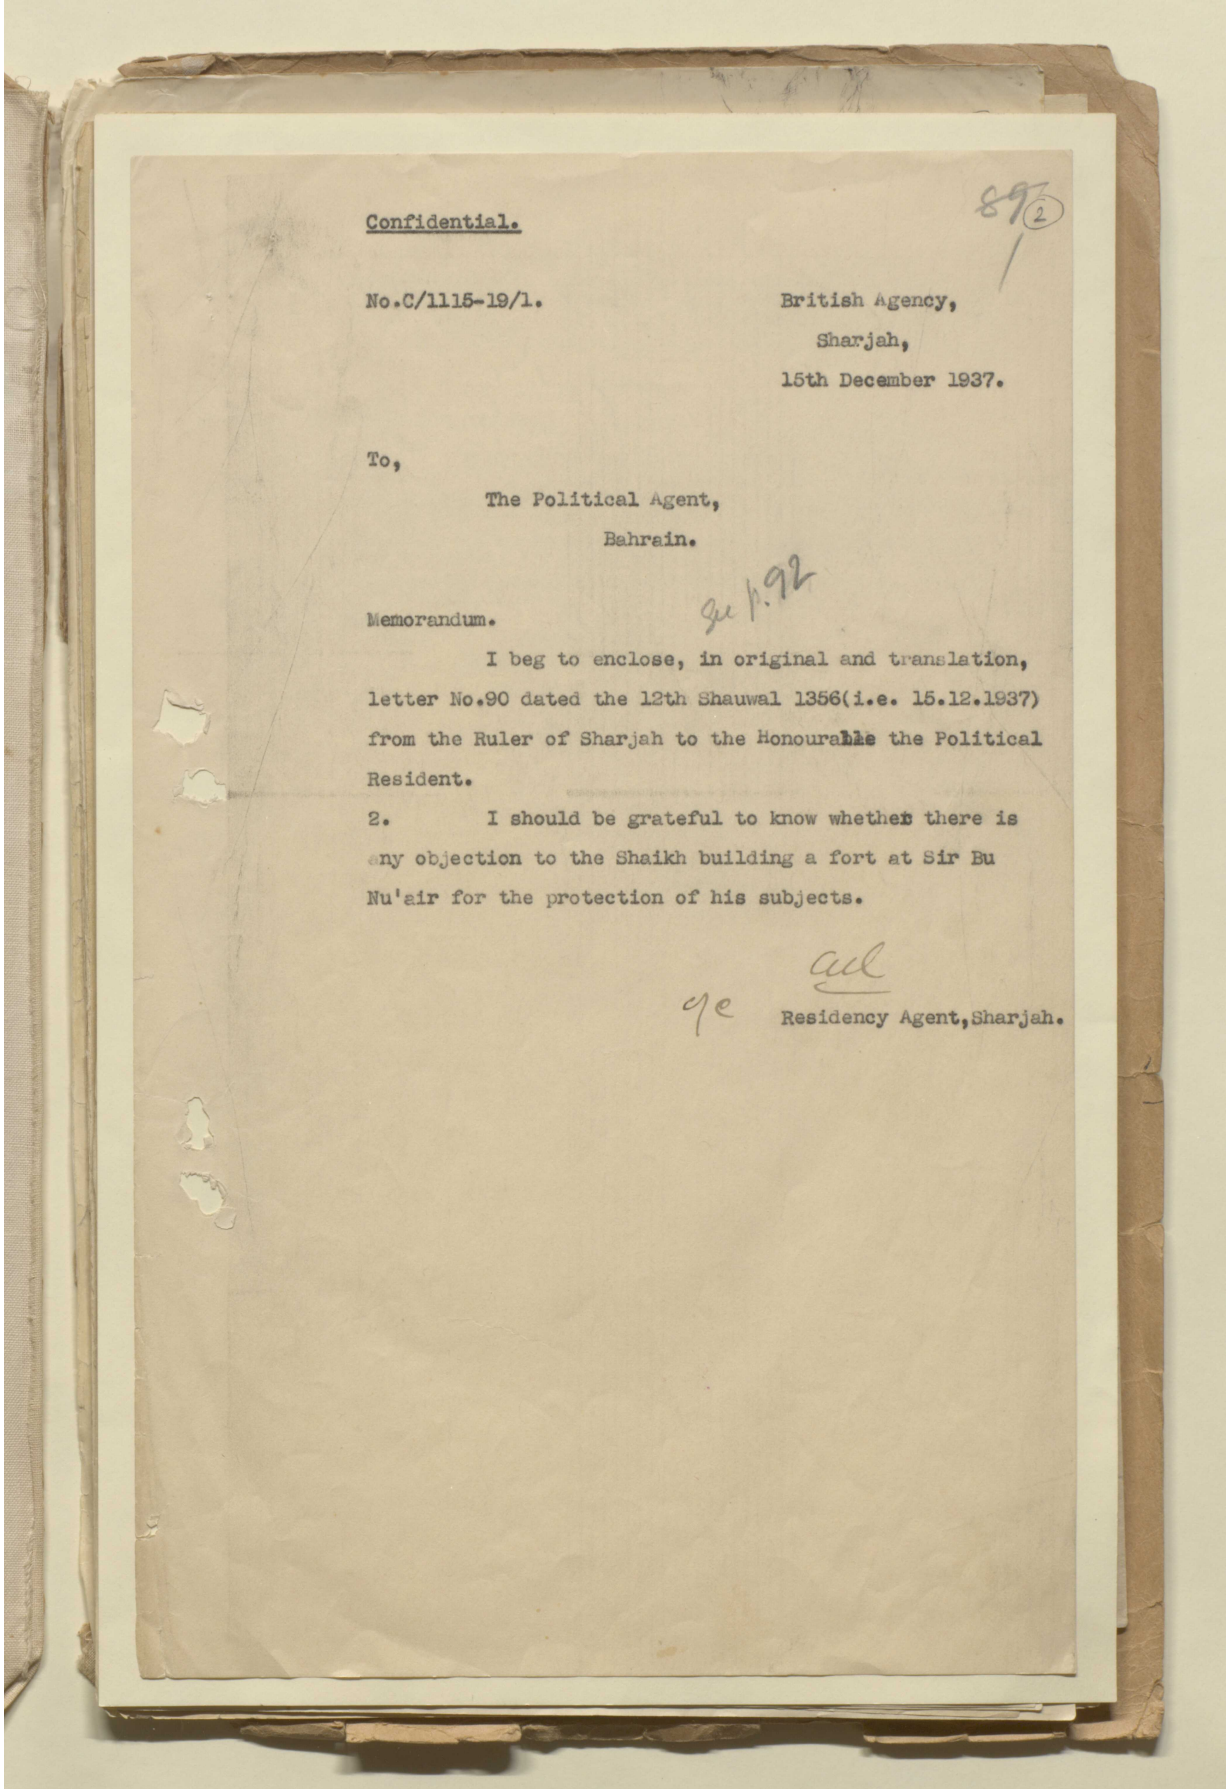 89
2
1
Confidential.
No.C/1115-19/1.
British Agency,
Sharjah,
15th December 1937.
To,
The Political Agent,
Bahrain.
See p. 92
Memorandum.
I beg to enclose, in original and translation,
letter No.90 dated the 12th Shauwal 1356(i.e. 15.12.1937)
from the Ruler of Sharjah to the Honourable the Political
Resident.
2. I should be grateful to know whether there is
any objection to the Shaikh building a fort at Sir Bu
Nu'air for the protection of his subjects.
Residency Agent,Sharjah.